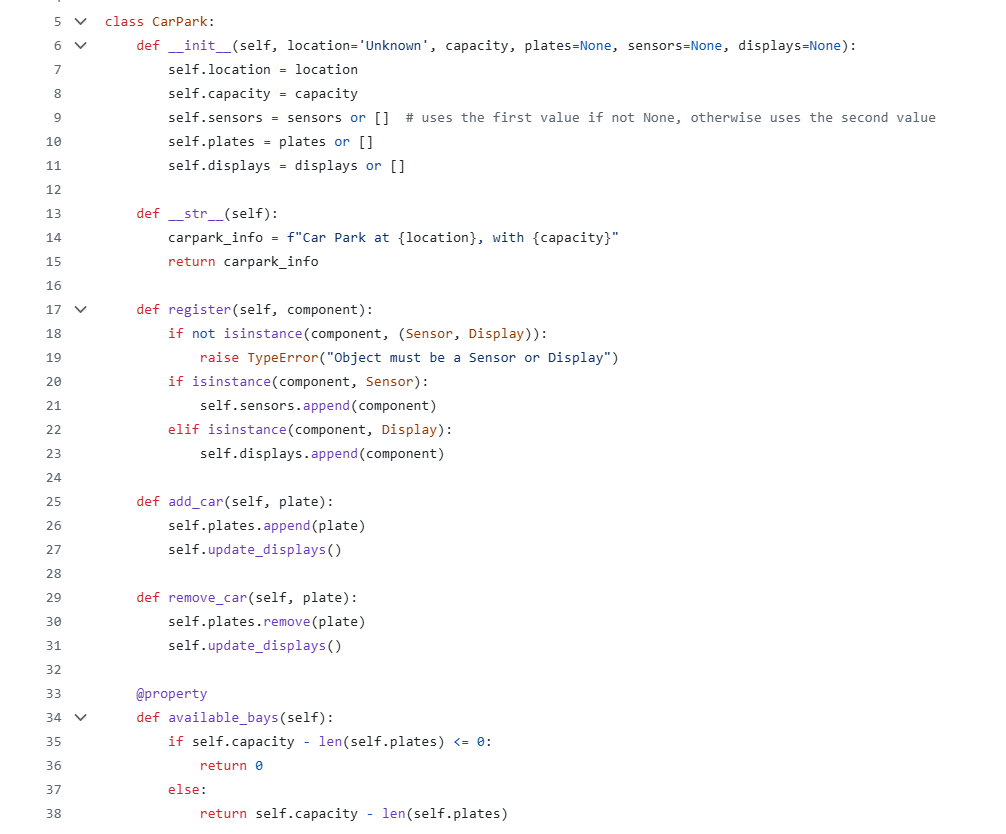 5 class CarPark:
6     def __init__(self, location='Unknown', capacity, plates=None, sensors=None, displays=None):
7         self.location = location
8         self.capacity = capacity
9         self.sensors = sensors or []  # uses the first value if not None, otherwise uses the second value
10         self.plates = plates or []
11         self.displays = displays or []
12
13     def __str__(self):
14         carpark_info = f"Car Park at {location}, with {capacity}"
15         return carpark_info
16
17     def register(self, component):
18         if not isinstance(component, (Sensor, Display)):
19             raise TypeError("Object must be a Sensor or Display")
20         if isinstance(component, Sensor):
21             self.sensors.append(component)
22         elif isinstance(component, Display):
23             self.displays.append(component)
24
25     def add_car(self, plate):
26         self.plates.append(plate)
27         self.update_displays()
28
29     def remove_car(self, plate):
30         self.plates.remove(plate)
31         self.update_displays()
32
33     @property
34     def available_bays(self):
35         if self.capacity - len(self.plates) <= 0:
36             return 0
37         else:
38             return self.capacity - len(self.plates)